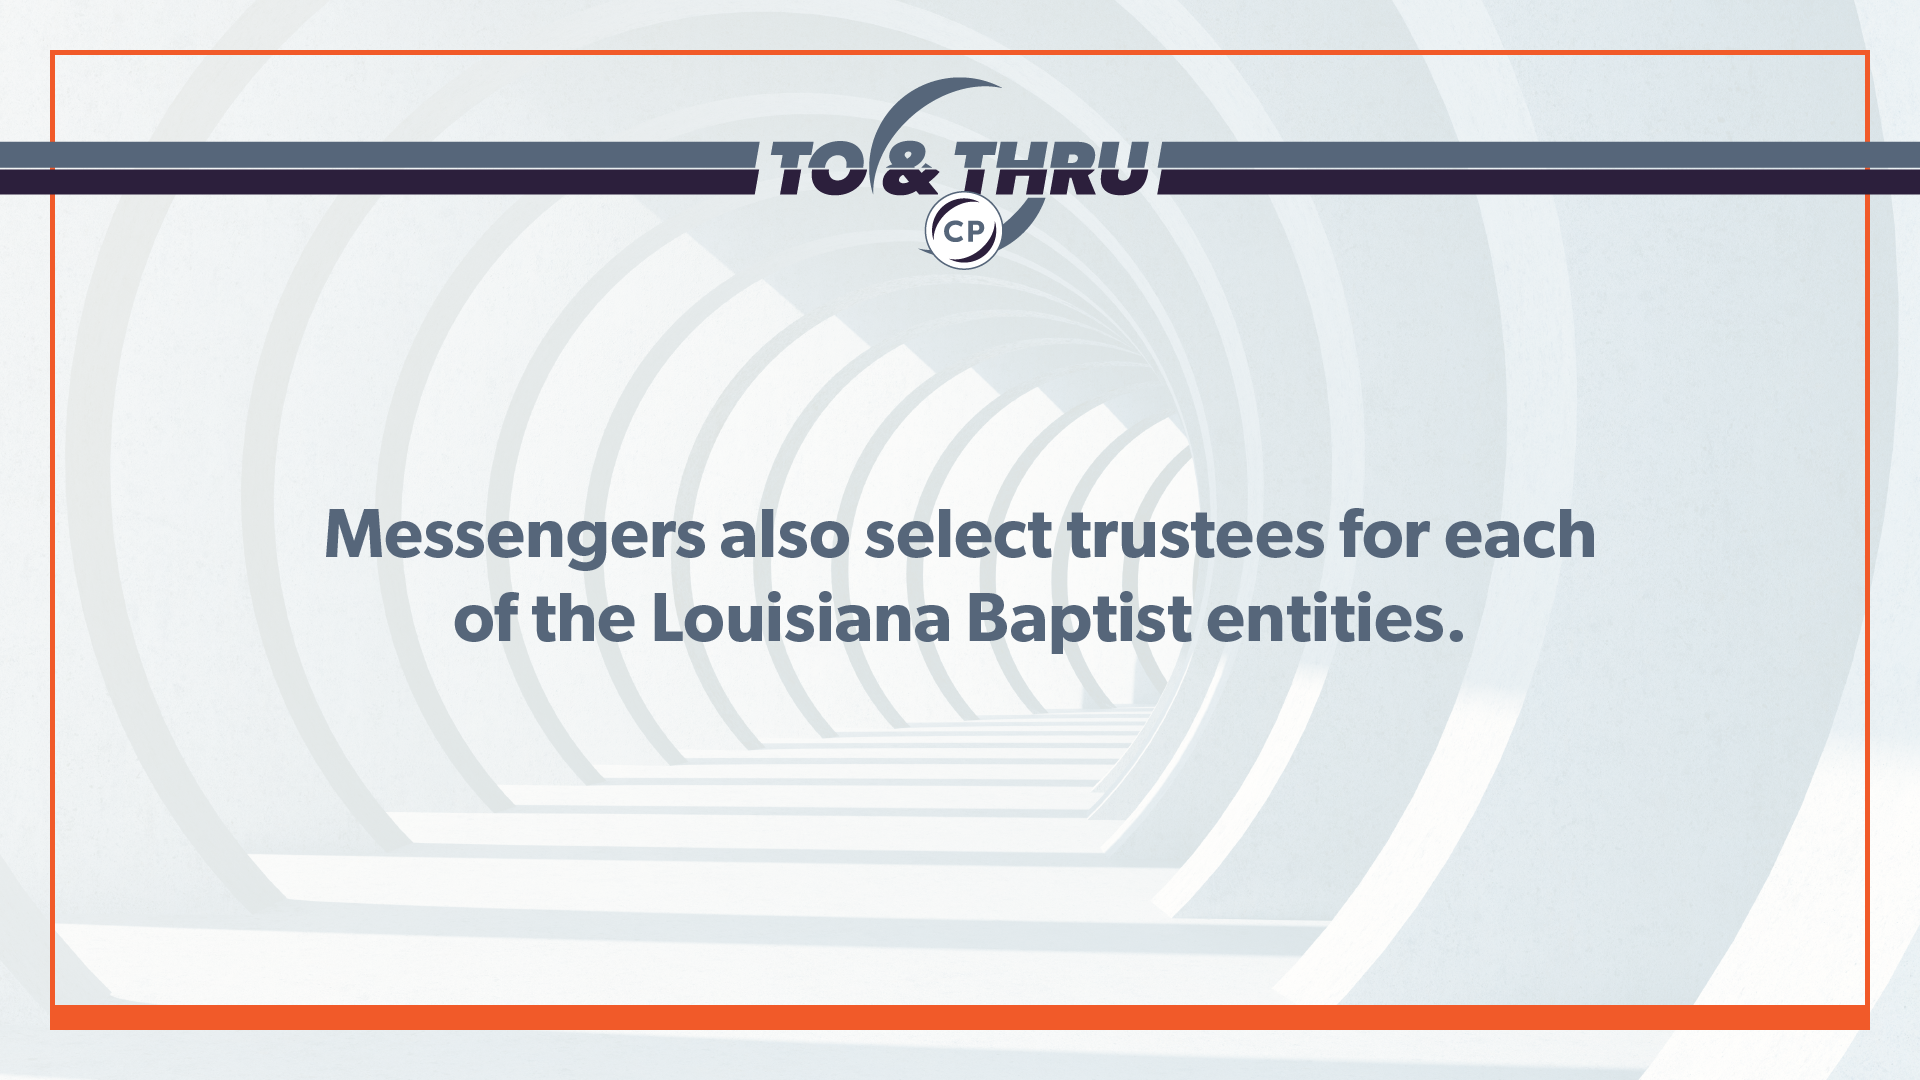 TO & THRU
CP
Messengers also select trustees for each
of the Louisiana Baptist entities.